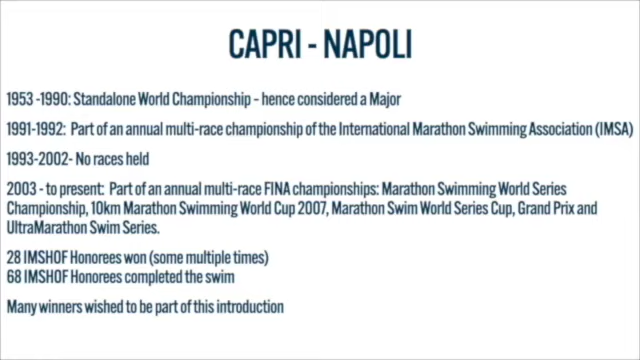 CAPRI - NAPOLI
1953 -1990: Standalone World Championship - hence considered a Major
1991-1992: Part of an annual multi-race championship of the International Marathon Swimming Association (IMSA)
1993-2002- No races held
2003 - to present: Part of an annual multi-race FINA championships: Marathon Swimming World Series
Championship, 10km Marathon Swimming World Cup 2007, Marathon Swim World Series Cup, Grand Prix and
UltraMarathon Swim Series.
28 IMSHOF Honorees won (some multiple times)
68 IMSHOF Honorees completed the swim
Many winners wished to be part of this introduction